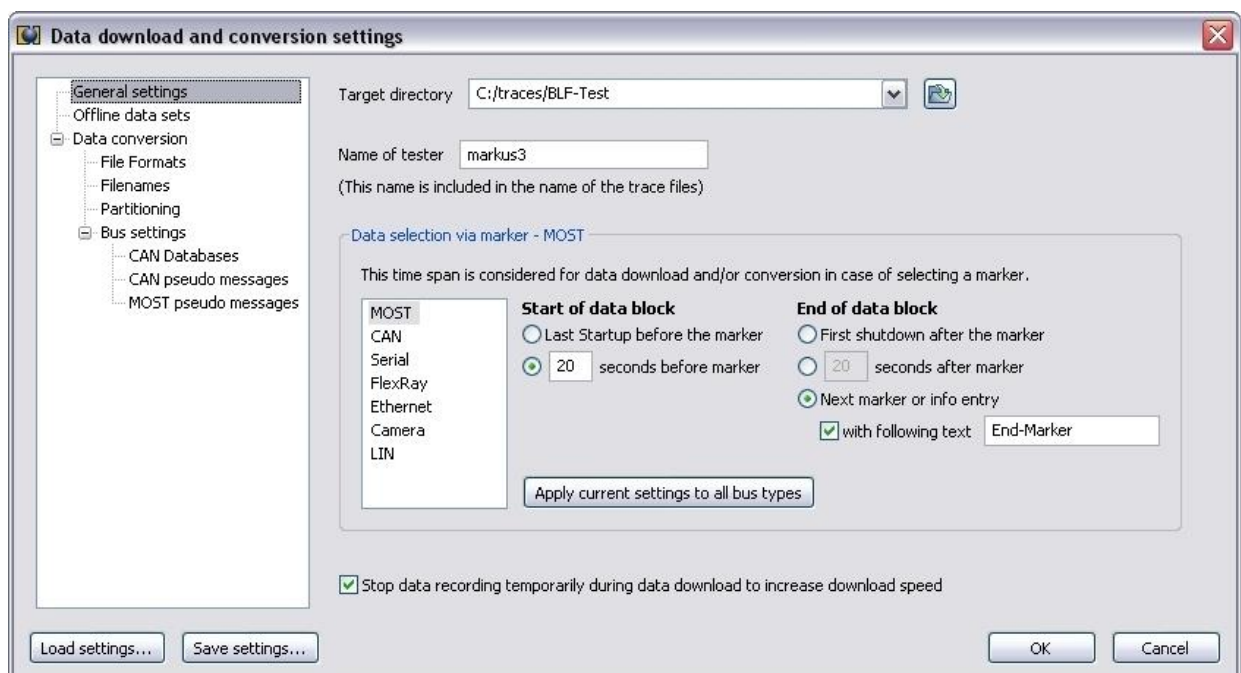 Data download and conversion settings
General settings
Offline data sets
Data conversion
File Formats
Filenames
Partitioning
Bus settings
CAN Databases
CAN pseudo messages
MOST pseudo messages
Target directory C:/traces/BLF-Test
Name of tester markus3
(This name is included in the name of the trace files)
Data selection via marker - MOST
This time span is considered for data download and/or conversion in case of selecting a marker.
MOST
CAN
Serial
FlexRay
Ethernet
Camera
LIN
Start of data block
Last Startup before the marker
20 seconds before marker
End of data block
First shutdown after the marker
20 seconds after marker
Next marker or info entry
with following text End-Marker
Apply current settings to all bus types
Stop data recording temporarily during data download to increase download speed
Load settings... Save settings... OK Cancel